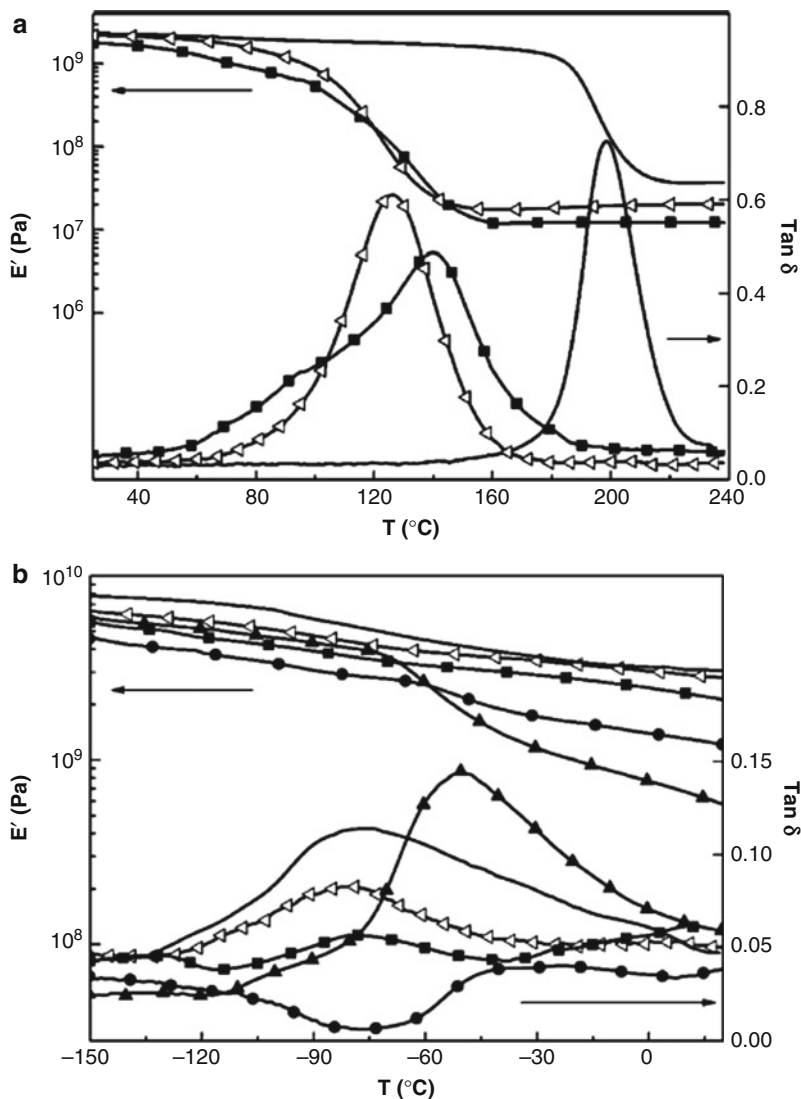 a
10⁹
10⁸
10⁷
10⁶
E′ (Pa)
0.8
0.6
0.4
0.2
0.0
Tan δ
40 80 120 160 200 240
T (°C)
b
10¹⁰
10⁹
10⁸
E′ (Pa)
0.15
0.10
0.05
0.00
Tan δ
−150 −120 −90 −60 −30 0
T (°C)